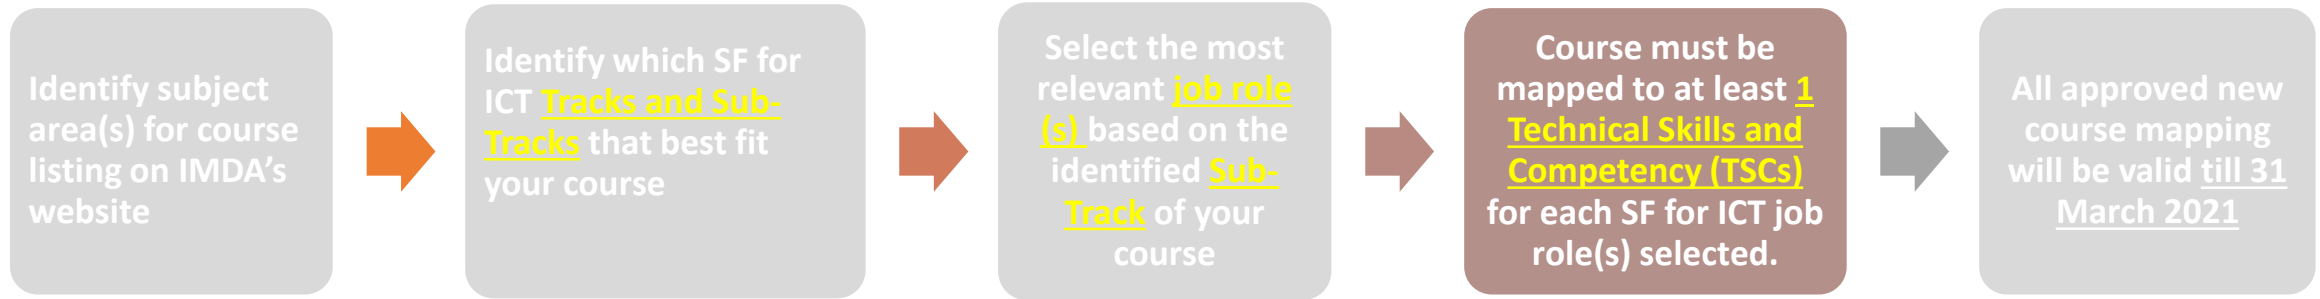 Identify subject
area(s) for course
listing on IMDA's
website
Identify which SF for
ICT Tracks and Sub-
Tracks that best fit
your course
Select the most
relevant job role
(s) based on the
identified Sub-
Track of your
course
Course must be
mapped to at least 1
Technical Skills and
Competency (TSCs)
for each SF for ICT job
role(s) selected.
All approved new
course mapping
will be valid till 31
March 2021